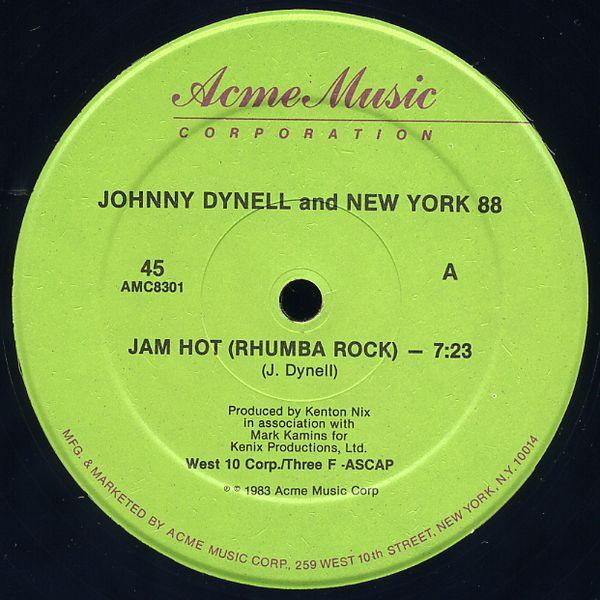 Acme Music
CORPORATION
JOHNNY DYNELL and NEW YORK 88
45
AMC8301
A
JAM HOT (RHUMBA ROCK) — 7:23
(J. Dynell)
Produced by Kenton Nix
in association with
Mark Kamins for
Kenix Productions, Ltd.
West 10 Corp./Three F -ASCAP
℗ © 1983 Acme Music Corp
MFG. & MARKETED BY ACME MUSIC CORP., 259 WEST 10th STREET, NEW YORK, N.Y. 10014